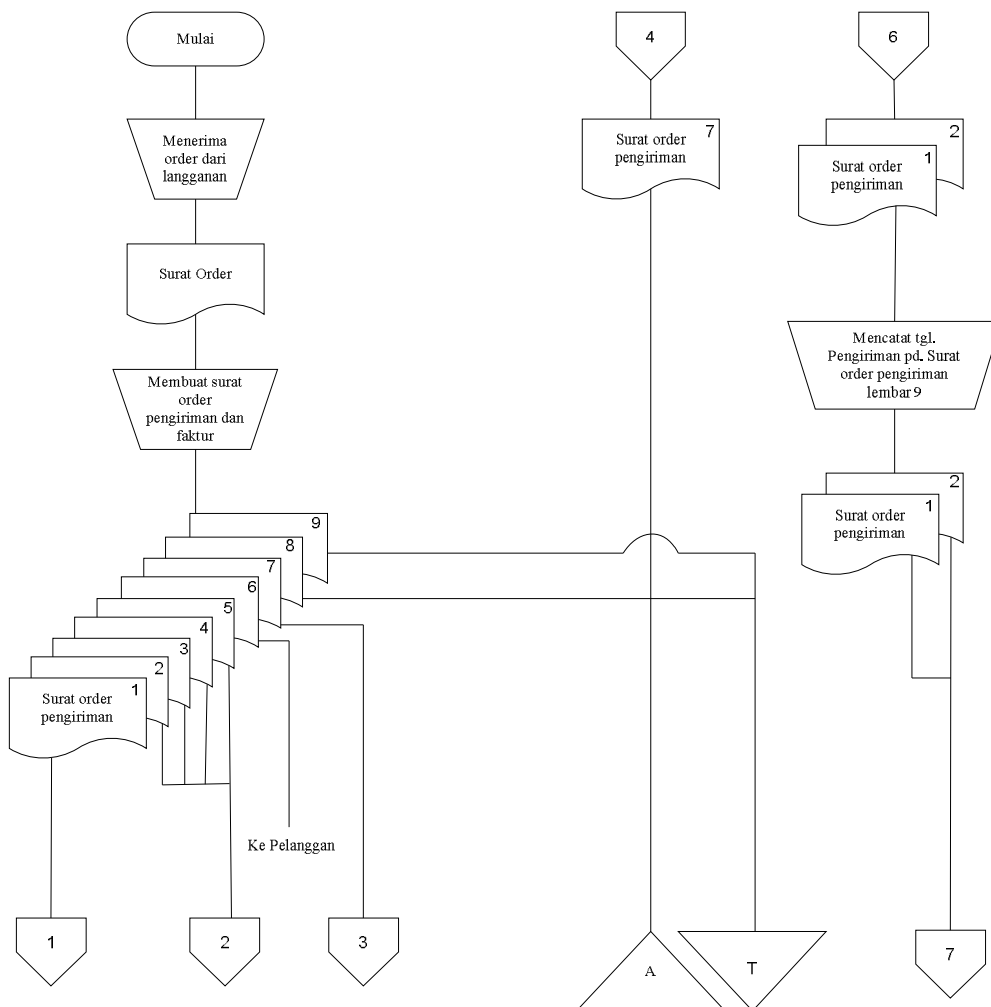 Mulai
Menerima
order dari
langganan
Surat Order
Membuat surat
order
pengiriman dan
faktur
9
8
7
6
5
4
3
2
1
Surat order
pengiriman
Ke Pelanggan
1
2
3
4
7
Surat order
pengiriman
A
T
6
2
1
Surat order
pengiriman
Mencatat tgl.
Pengiriman pd. Surat
order pengiriman
lembar 9
2
1
Surat order
pengiriman
7